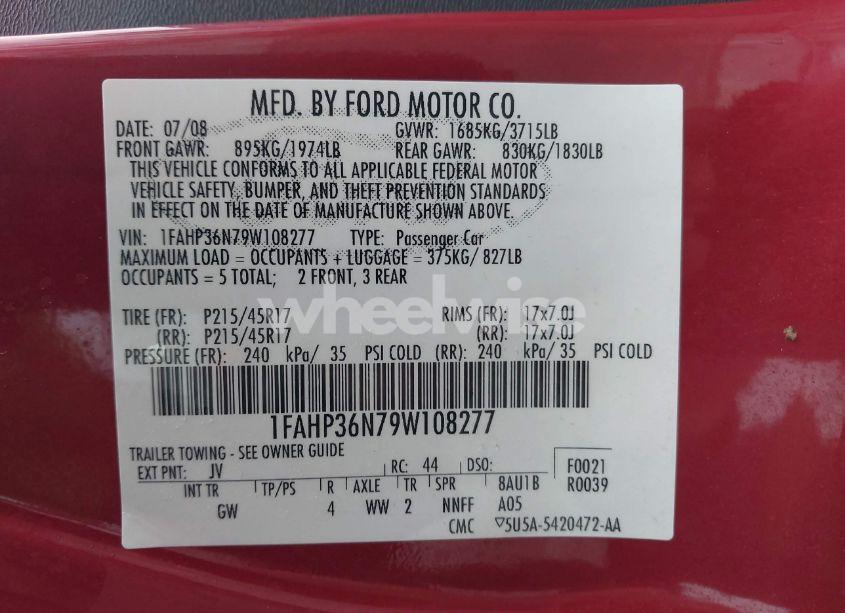 MFD. BY FORD MOTOR CO.
DATE: 07/08 GVWR: 1685KG/3715LB
FRONT GAWR: 895KG/1974LB REAR GAWR: 830KG/1830LB
THIS VEHICLE CONFORMS TO ALL APPLICABLE FEDERAL MOTOR
VEHICLE SAFETY, BUMPER, AND THEFT PREVENTION STANDARDS
IN EFFECT ON THE DATE OF MANUFACTURE SHOWN ABOVE.
VIN: 1FAHP36N79W108277 TYPE: Passenger Car
MAXIMUM LOAD = OCCUPANTS + LUGGAGE = 375KG/ 827LB
OCCUPANTS = 5 TOTAL; 2 FRONT, 3 REAR
wheelwise
TIRE (FR): P215/45R17 RIMS (FR): 17x7.0J
(RR): P215/45R17 (RR): 17x7.0J
PRESSURE (FR): 240 kPa/ 35 PSI COLD (RR): 240 kPa/ 35 PSI COLD
1FAHP36N79W108277
TRAILER TOWING - SEE OWNER GUIDE
EXT PNT: JV RC: 44 DSO: F0021
INT TR TP/PS R AXLE TR SPR 8AU1B R0039
GW 4 WW 2 NNFF A05
CMC ▽5U5A-5420472-AA